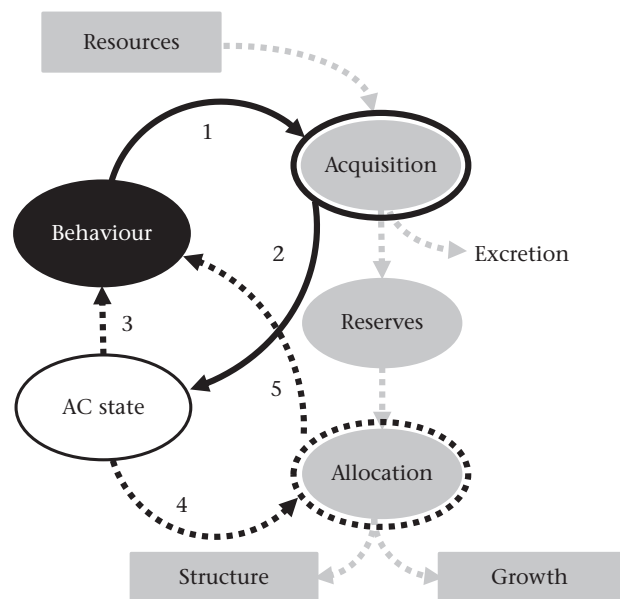 Resources
1
Acquisition
Behaviour
2
Excretion
3
Reserves
5
AC state
4
Allocation
Structure
Growth